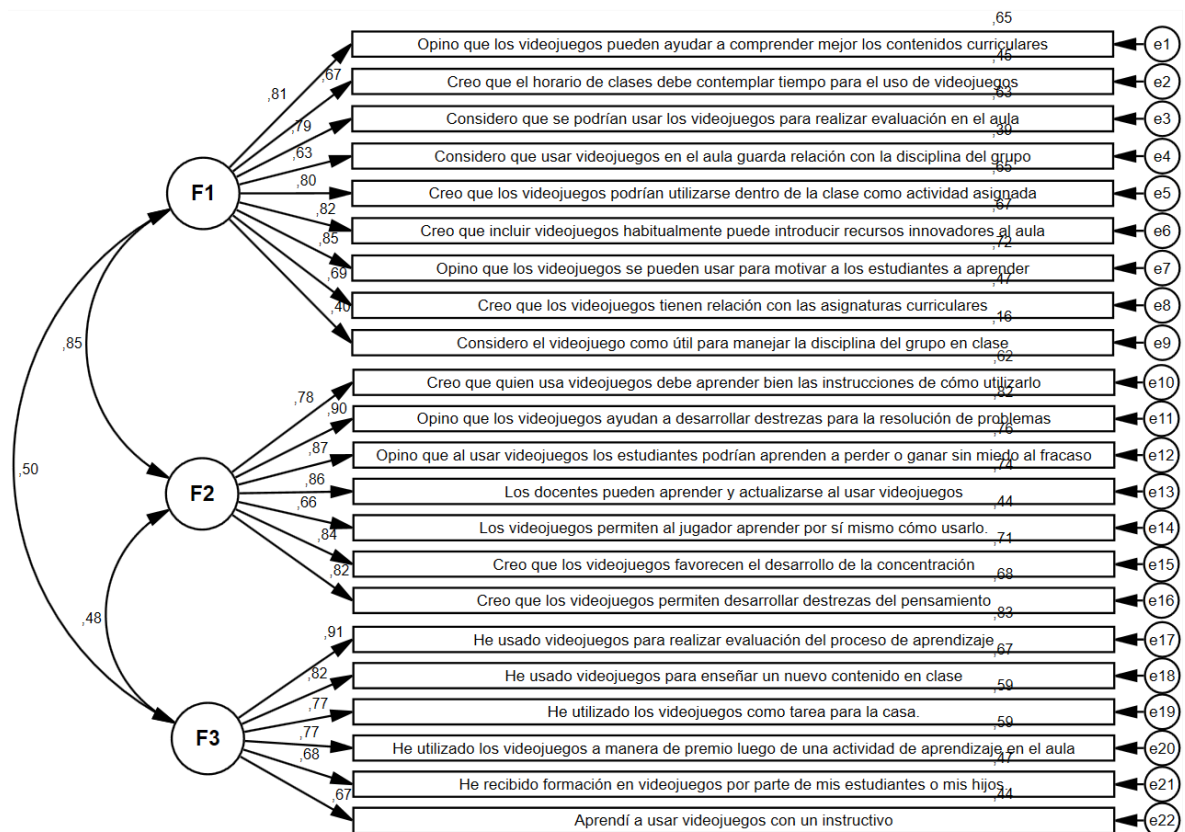 ,65
Opino que los videojuegos pueden ayudar a comprender mejor los contenidos curriculares
e1
,81
,45
,67
Creo que el horario de clases debe contemplar tiempo para el uso de videojuegos
e2
,63
,79
Considero que se podrían usar los videojuegos para realizar evaluación en el aula
e3
,39
,63
Considero que usar videojuegos en el aula guarda relación con la disciplina del grupo
e4
,65
F1
,80
Creo que los videojuegos podrían utilizarse dentro de la clase como actividad asignada
e5
,67
,82
Creo que incluir videojuegos habitualmente puede introducir recursos innovadores al aula
e6
,72
,85
Opino que los videojuegos se pueden usar para motivar a los estudiantes a aprender
e7
,47
,69
Creo que los videojuegos tienen relación con las asignaturas curriculares
e8
,16
,40
Considero el videojuego como útil para manejar la disciplina del grupo en clase
e9
,85
,62
,78
Creo que quien usa videojuegos debe aprender bien las instrucciones de cómo utilizarlo
e10
,82
,90
Opino que los videojuegos ayudan a desarrollar destrezas para la resolución de problemas
e11
,76
,87
Opino que al usar videojuegos los estudiantes podrían aprenden a perder o ganar sin miedo al fracaso
e12
,50
,74
F2
,86
Los docentes pueden aprender y actualizarse al usar videojuegos
e13
,44
,66
Los videojuegos permiten al jugador aprender por sí mismo cómo usarlo.
e14
,71
,84
Creo que los videojuegos favorecen el desarrollo de la concentración
e15
,68
,82
Creo que los videojuegos permiten desarrollar destrezas del pensamiento
e16
,48
,83
,91
He usado videojuegos para realizar evaluación del proceso de aprendizaje
e17
,67
,82
He usado videojuegos para enseñar un nuevo contenido en clase
e18
,59
,77
He utilizado los videojuegos como tarea para la casa.
e19
,59
F3
,77
He utilizado los videojuegos a manera de premio luego de una actividad de aprendizaje en el aula
e20
,47
,68
He recibido formación en videojuegos por parte de mis estudiantes o mis hijos.
e21
,44
,67
Aprendí a usar videojuegos con un instructivo
e22